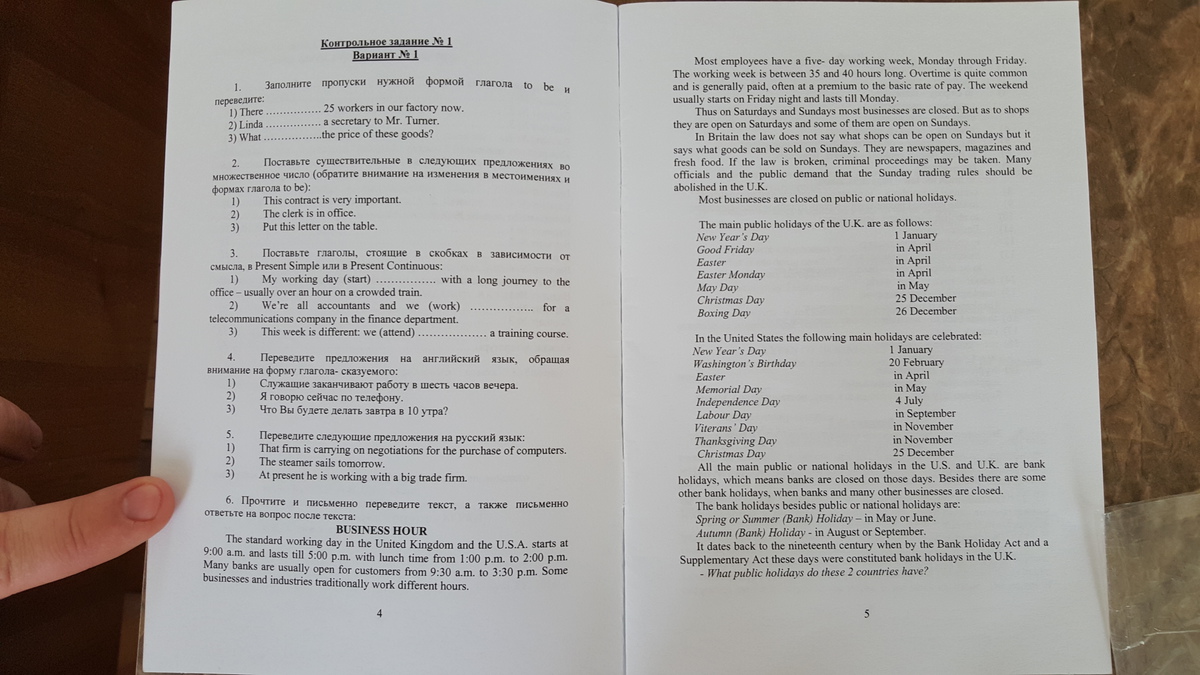 Контрольное задание № 1
Вариант № 1
1. Заполните пропуски нужной формой глагола to be и
переведите:
1) There ……………. 25 workers in our factory now.
2) Linda ……………. a secretary to Mr. Turner.
3) What …………….the price of these goods?
2. Поставьте существительные в следующих предложениях во
множественное число (обратите внимание на изменения в местоимениях и
формах глагола to be):
1) This contract is very important.
2) The clerk is in office.
3) Put this letter on the table.
3. Поставьте глаголы, стоящие в скобках в зависимости от
смысла, в Present Simple или в Present Continuous:
1) My working day (start) ……………. with a long journey to the
office – usually over an hour on a crowded train.
2) We’re all accountants and we (work) ……………. for a
telecommunications company in the finance department.
3) This week is different: we (attend) ………………. a training course.
4. Переведите предложения на английский язык, обращая
внимание на форму глагола- сказуемого:
1) Служащие заканчивают работу в шесть часов вечера.
2) Я говорю сейчас по телефону.
3) Что Вы будете делать завтра в 10 утра?
5. Переведите следующие предложения на русский язык:
1) That firm is carrying on negotiations for the purchase of computers.
2) The steamer sails tomorrow.
3) At present he is working with a big trade firm.
6. Прочтите и письменно переведите текст, а также письменно
ответьте на вопрос после текста:
BUSINESS HOUR
The standard working day in the United Kingdom and the U.S.A. starts at
9:00 a.m. and lasts till 5:00 p.m. with lunch time from 1:00 p.m. to 2:00 p.m.
Many banks are usually open for customers from 9:30 a.m. to 3:30 p.m. Some
businesses and industries traditionally work different hours.
4
Most employees have a five- day working week, Monday through Friday.
The working week is between 35 and 40 hours long. Overtime is quite common
and is generally paid, often at a premium to the basic rate of pay. The weekend
usually starts on Friday night and lasts till Monday.
Thus on Saturdays and Sundays most businesses are closed. But as to shops
they are open on Saturdays and some of them are open on Sundays.
In Britain the law does not say what shops can be open on Sundays but it
says what goods can be sold on Sundays. They are newspapers, magazines and
fresh food. If the law is broken, criminal proceedings may be taken. Many
officials and the public demand that the Sunday trading rules should be
abolished in the U.K.
Most businesses are closed on public or national holidays.
The main public holidays of the U.K. are as follows:
New Year’s Day 1 January
Good Friday in April
Easter in April
Easter Monday in April
May Day in May
Christmas Day 25 December
Boxing Day 26 December
In the United States the following main holidays are celebrated:
New Year’s Day 1 January
Washington’s Birthday 20 February
Easter in April
Memorial Day in May
Independence Day 4 July
Labour Day in September
Viterans’ Day in November
Thanksgiving Day in November
Christmas Day 25 December
All the main public or national holidays in the U.S. and U.K. are bank
holidays, which means banks are closed on those days. Besides there are some
other bank holidays, when banks and many other businesses are closed.
The bank holidays besides public or national holidays are:
Spring or Summer (Bank) Holiday – in May or June.
Autumn (Bank) Holiday - in August or September.
It dates back to the nineteenth century when by the Bank Holiday Act and a
Supplementary Act these days were constituted bank holidays in the U.K.
- What public holidays do these 2 countries have?
5